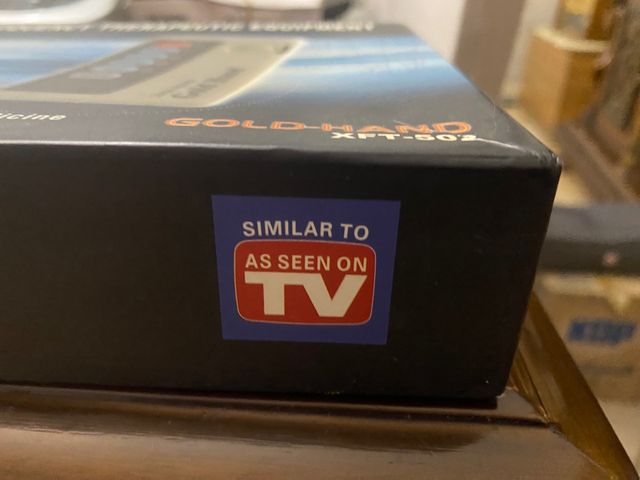 THERAPEUTIC EQUIPMENT
GOLD-HAND
XFT-502
SIMILAR TO
AS SEEN ON
TV